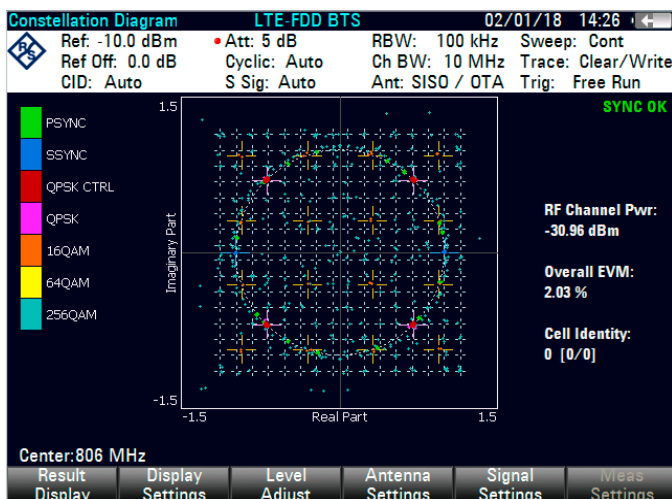 Constellation Diagram LTE-FDD BTS 02/01/18 14:26
Ref: -10.0 dBm Att: 5 dB RBW: 100 kHz Sweep: Cont
Ref Off: 0.0 dB Cyclic: Auto Ch BW: 10 MHz Trace: Clear/Write
CID: Auto S Sig: Auto Ant: SISO / OTA Trig: Free Run
R&S
SYNC OK
PSYNC
SSYNC
QPSK CTRL
QPSK
16QAM
64QAM
256QAM
1.5
Imaginary Part
-1.5
-1.5 Real Part 1.5
RF Channel Pwr:
-30.96 dBm
Overall EVM:
2.03 %
Cell Identity:
0 [0/0]
Center:806 MHz
Result Display
Display Settings
Level Adjust
Antenna Settings
Signal Settings
Meas Settings